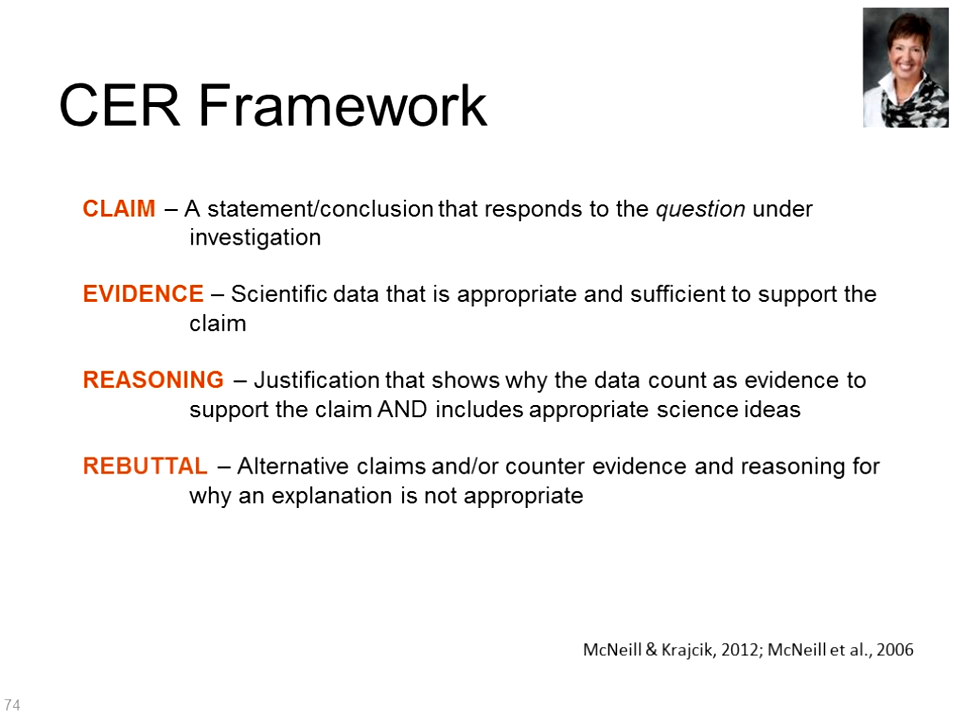 CER Framework
CLAIM – A statement/conclusion that responds to the question under
investigation
EVIDENCE – Scientific data that is appropriate and sufficient to support the
claim
REASONING – Justification that shows why the data count as evidence to
support the claim AND includes appropriate science ideas
REBUTTAL – Alternative claims and/or counter evidence and reasoning for
why an explanation is not appropriate
McNeill & Krajcik, 2012; McNeill et al., 2006
74